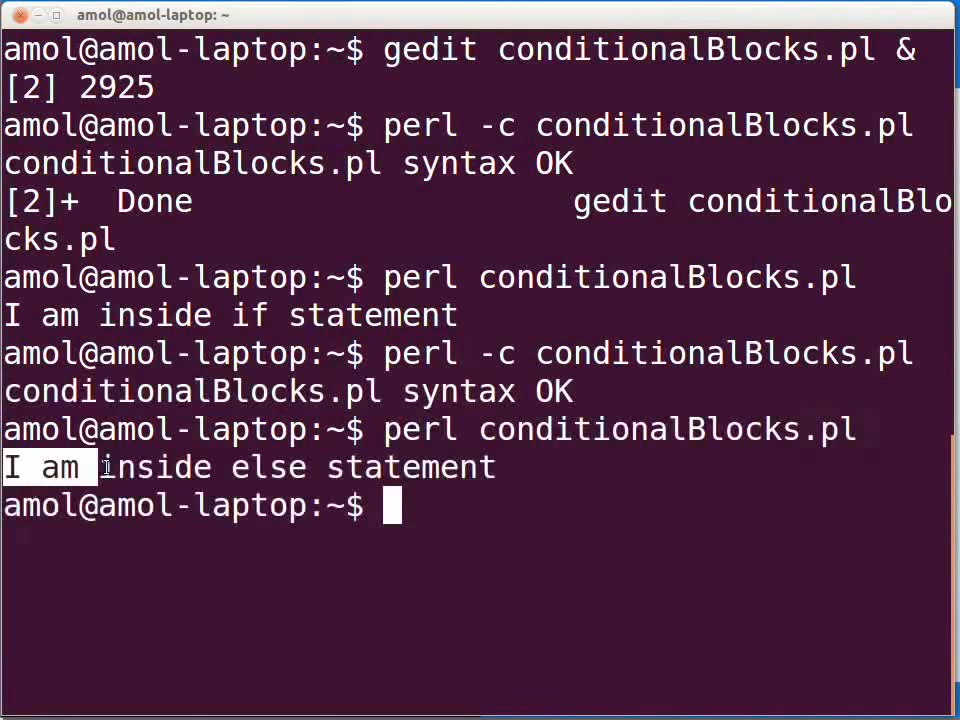 amol@amol-laptop: ~
amol@amol-laptop:~$ gedit conditionalBlocks.pl &
[2] 2925
amol@amol-laptop:~$ perl -c conditionalBlocks.pl
conditionalBlocks.pl syntax OK
[2]+  Done                    gedit conditionalBlo
cks.pl
amol@amol-laptop:~$ perl conditionalBlocks.pl
I am inside if statement
amol@amol-laptop:~$ perl -c conditionalBlocks.pl
conditionalBlocks.pl syntax OK
amol@amol-laptop:~$ perl conditionalBlocks.pl
I am inside else statement
amol@amol-laptop:~$